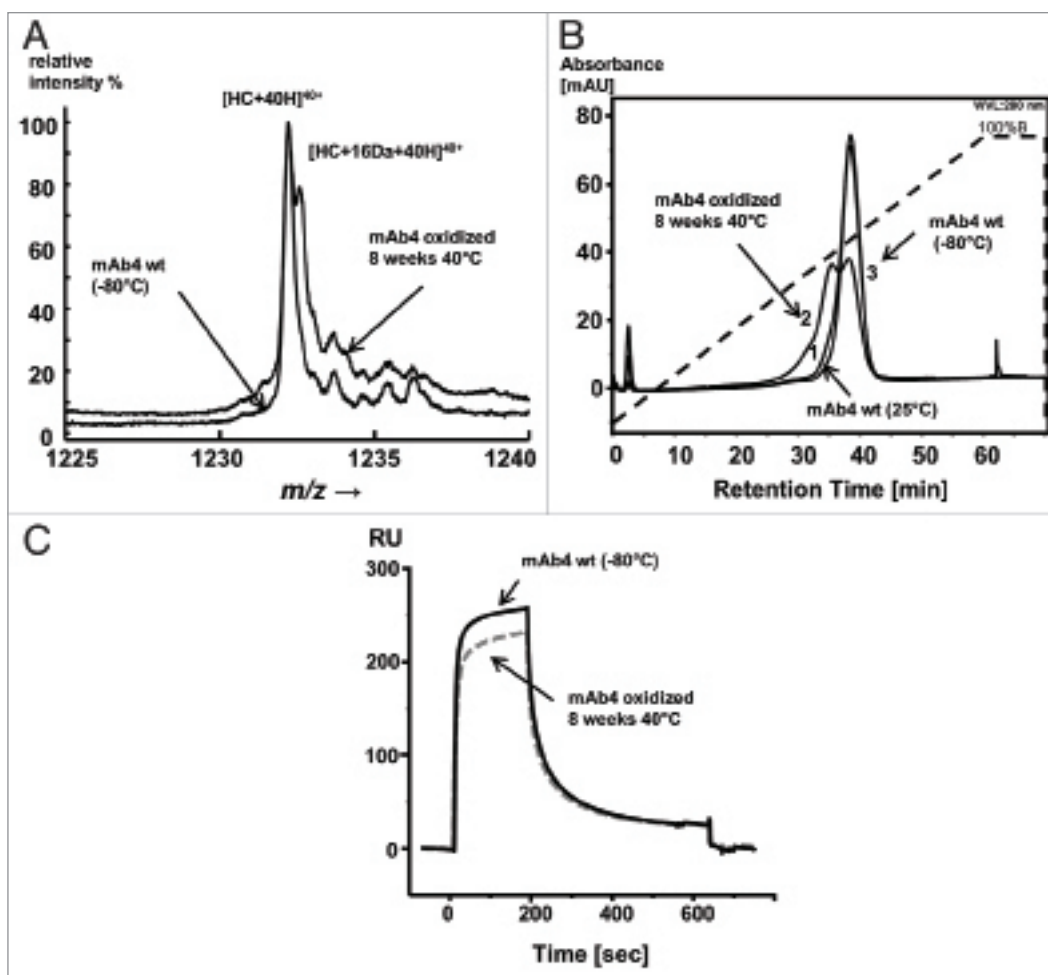 A
relative
intensity %
[HC+40H]⁴⁰⁺
[HC+16Da+40H]⁴⁰⁺
mAb4 oxidized
8 weeks 40°C
mAb4 wt
(-80°C)
100
80
60
40
20
0
1225
1230
1235
1240
m/z →
B
Absorbance
[mAU]
WVL:280 nm
100%B
mAb4 oxidized
8 weeks 40°C
mAb4 wt
(-80°C)
2
3
1
mAb4 wt (25°C)
80
60
40
20
0
0
10
20
30
40
50
60
Retention Time [min]
C
RU
mAb4 wt (-80°C)
mAb4 oxidized
8 weeks 40°C
300
200
100
0
0
200
400
600
Time [sec]